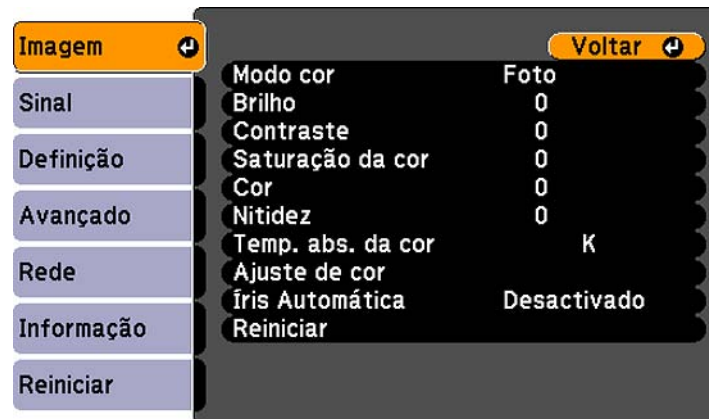 Imagem
Sinal
Definição
Avançado
Rede
Informação
Reiniciar
Voltar
Modo cor Foto
Brilho 0
Contraste 0
Saturação da cor 0
Cor 0
Nitidez 0
Temp. abs. da cor K
Ajuste de cor
Íris Automática Desactivado
Reiniciar